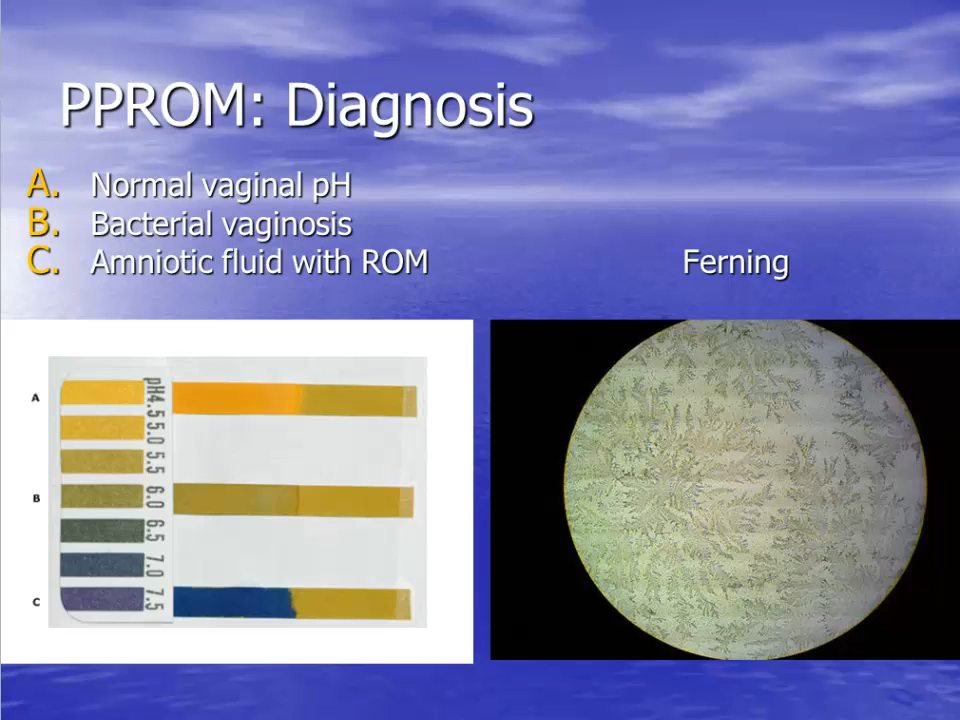 PPROM: Diagnosis
A. Normal vaginal pH
B. Bacterial vaginosis
C. Amniotic fluid with ROM
Ferning
A
B
C
pH4.5
5.0
5.5
6.0
6.5
7.0
7.5